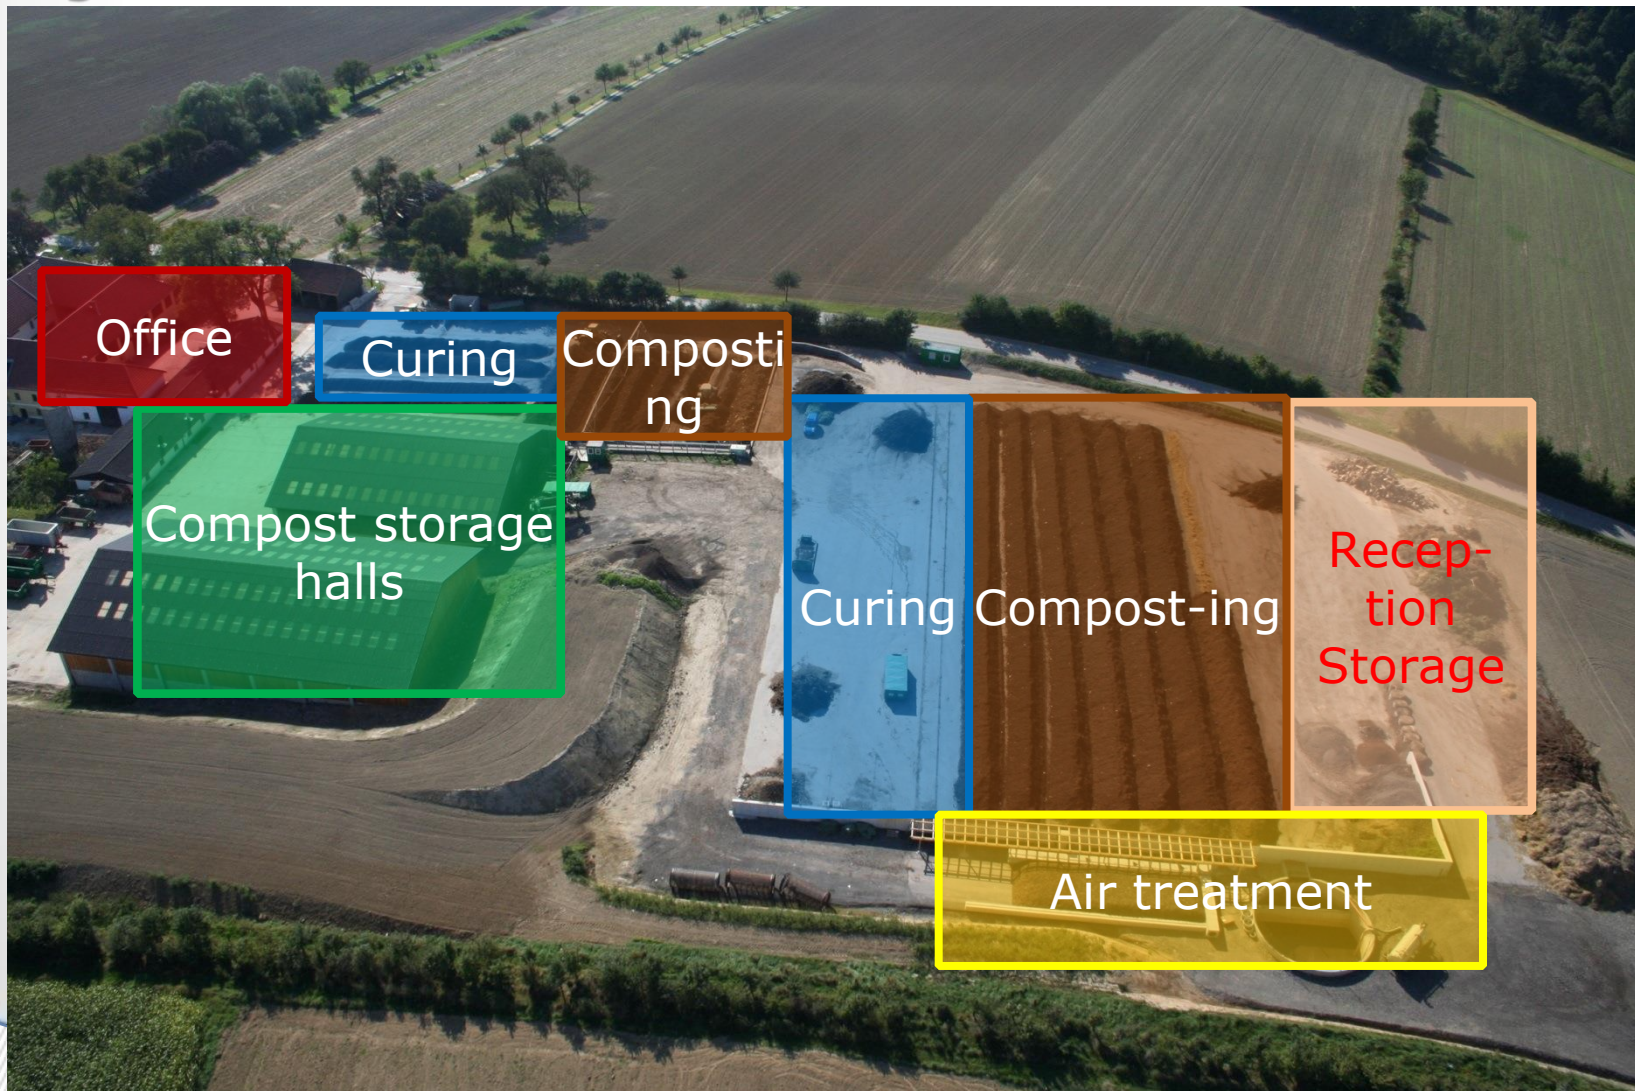 Office
Curing
Composti
ng
Compost storage
halls
Curing
Compost-ing
Recep-
tion
Storage
Air treatment